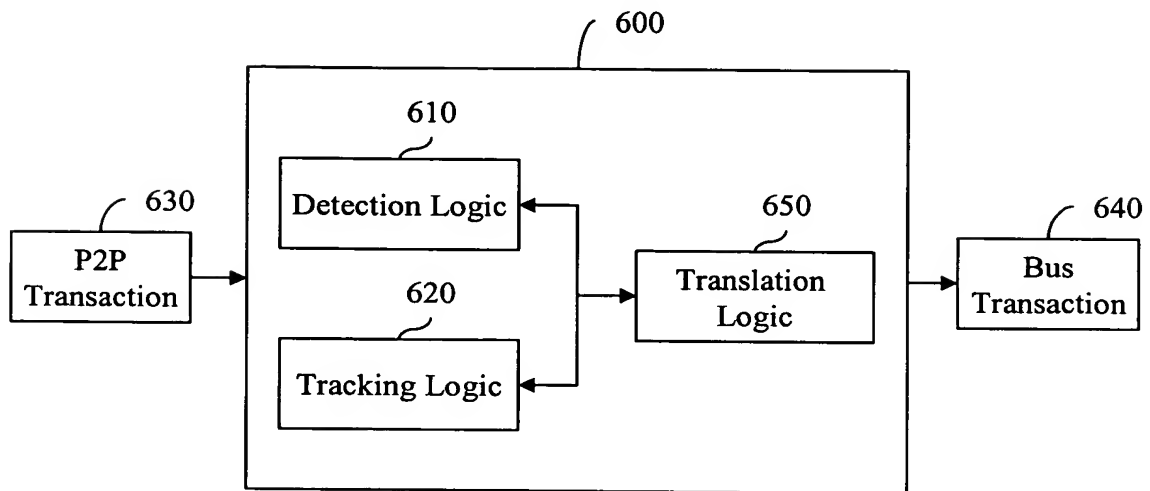 600
610
Detection Logic
630
P2P
Transaction
650
Translation
Logic
640
Bus
Transaction
620
Tracking Logic